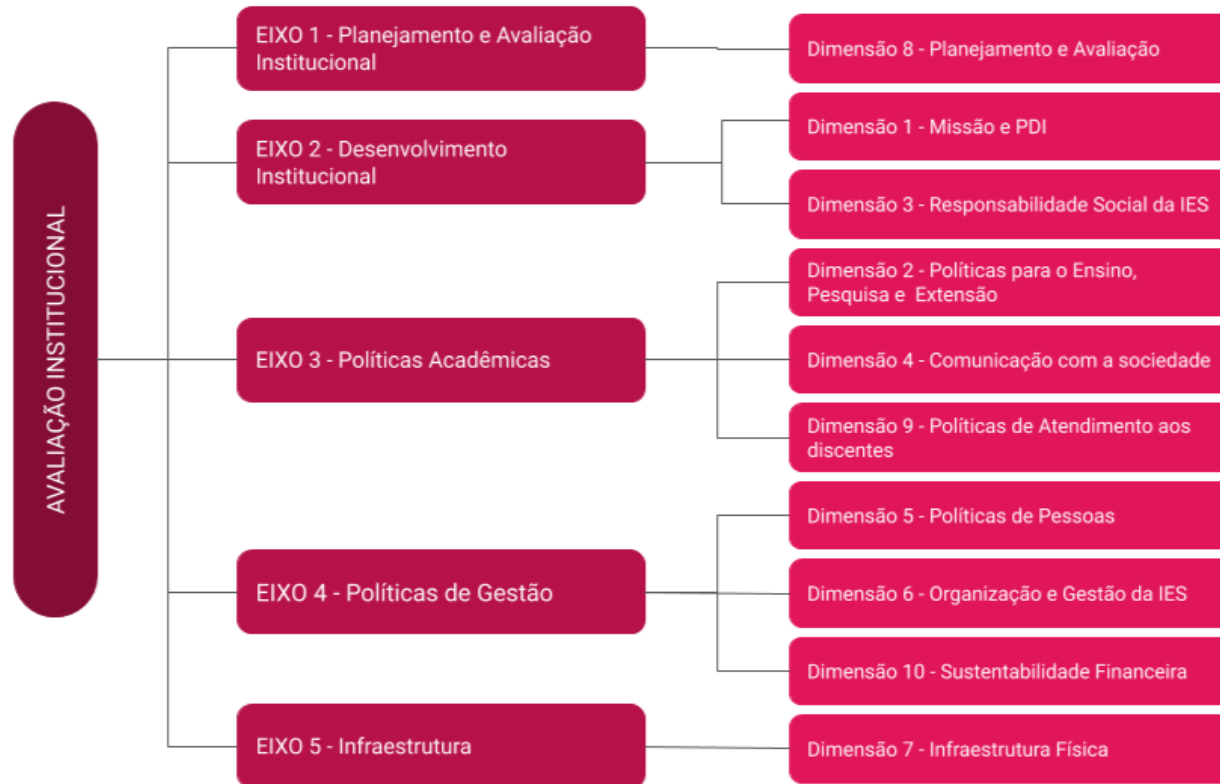 AVALIAÇÃO INSTITUCIONAL
EIXO 1 - Planejamento e Avaliação
Institucional
Dimensão 8 - Planejamento e Avaliação
EIXO 2 - Desenvolvimento
Institucional
Dimensão 1 - Missão e PDI
Dimensão 3 - Responsabilidade Social da IES
EIXO 3 - Políticas Acadêmicas
Dimensão 2 - Políticas para o Ensino,
Pesquisa e Extensão
Dimensão 4 - Comunicação com a sociedade
Dimensão 9 - Políticas de Atendimento aos
discentes
EIXO 4 - Políticas de Gestão
Dimensão 5 - Políticas de Pessoas
Dimensão 6 - Organização e Gestão da IES
Dimensão 10 - Sustentabilidade Financeira
EIXO 5 - Infraestrutura
Dimensão 7 - Infraestrutura Física